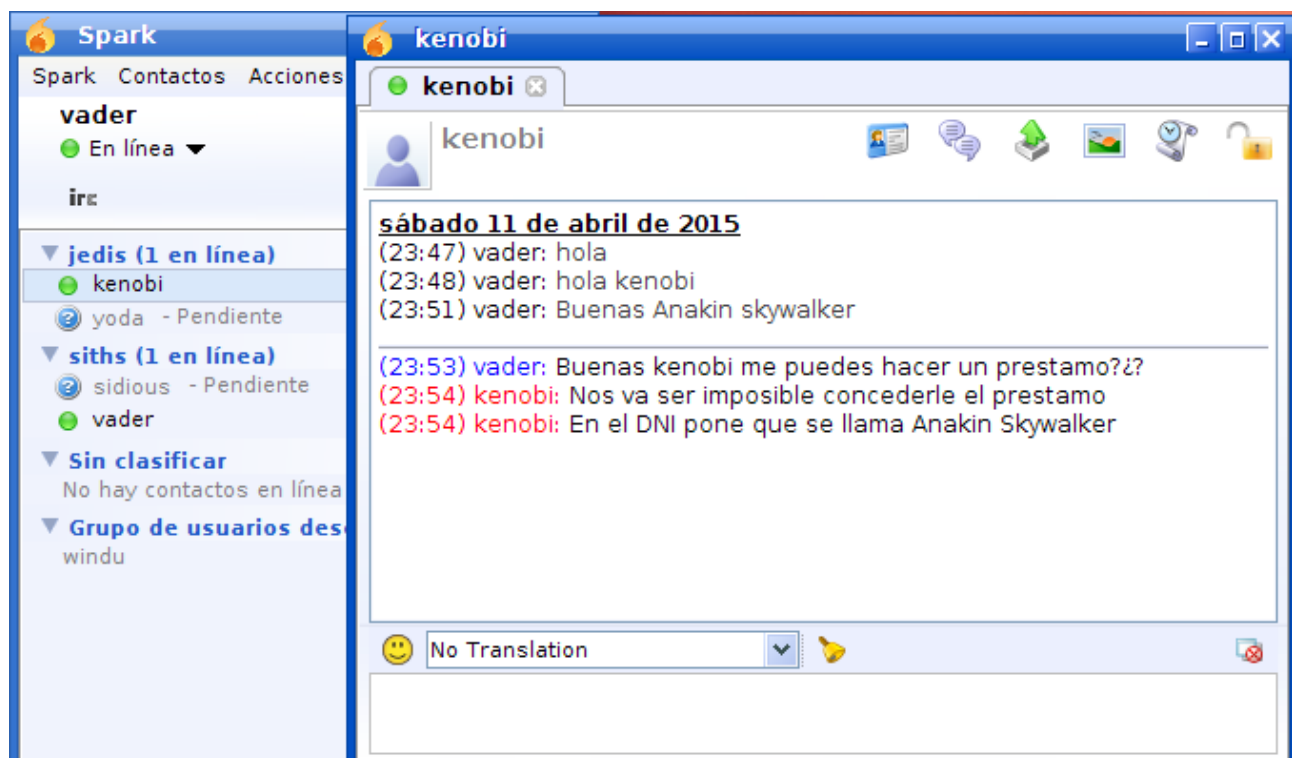 Spark
Spark Contactos Acciones
vader
En línea
irc
jedis (1 en línea)
kenobi
yoda - Pendiente
siths (1 en línea)
sidious - Pendiente
vader
Sin clasificar
No hay contactos en línea
Grupo de usuarios des
windu
kenobi
kenobi
kenobi
sábado 11 de abril de 2015
(23:47) vader: hola
(23:48) vader: hola kenobi
(23:51) vader: Buenas Anakin skywalker
(23:53) vader: Buenas kenobi me puedes hacer un prestamo?¿?
(23:54) kenobi: Nos va ser imposible concederle el prestamo
(23:54) kenobi: En el DNI pone que se llama Anakin Skywalker
No Translation